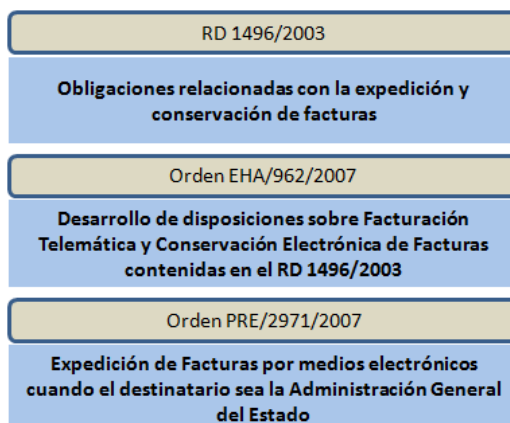 RD 1496/2003
Obligaciones relacionadas con la expedición y
conservación de facturas
Orden EHA/962/2007
Desarrollo de disposiciones sobre Facturación
Telemática y Conservación Electrónica de Facturas
contenidas en el RD 1496/2003
Orden PRE/2971/2007
Expedición de Facturas por medios electrónicos
cuando el destinatario sea la Administración General
del Estado